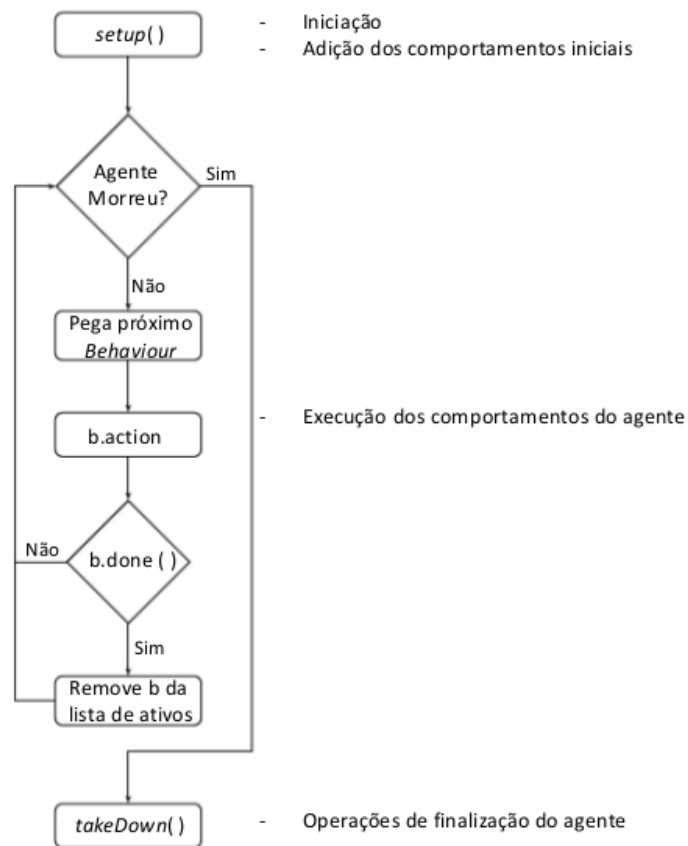 setup( )
- Iniciação
- Adição dos comportamentos iniciais
Agente
Morreu?
Sim
Não
Pega próximo
Behaviour
b.action
- Execução dos comportamentos do agente
Não
b.done ( )
Sim
Remove b da
lista de ativos
takeDown( )
- Operações de finalização do agente